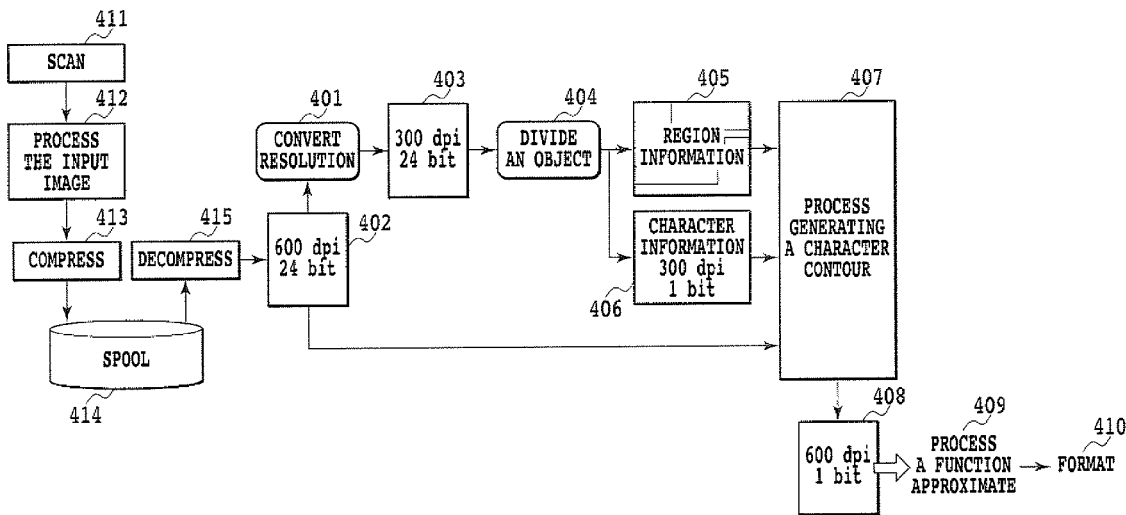 411
SCAN
412
PROCESS
THE INPUT
IMAGE
413
COMPRESS
415
DECOMPRESS
SPOOL
414
401
CONVERT
RESOLUTION
402
600 dpi
24 bit
403
300 dpi
24 bit
404
DIVIDE
AN OBJECT
405
REGION
INFORMATION
CHARACTER
INFORMATION
300 dpi
1 bit
406
407
PROCESS
GENERATING
A CHARACTER
CONTOUR
408
600 dpi
1 bit
409
PROCESS
A FUNCTION
APPROXIMATE
410
FORMAT